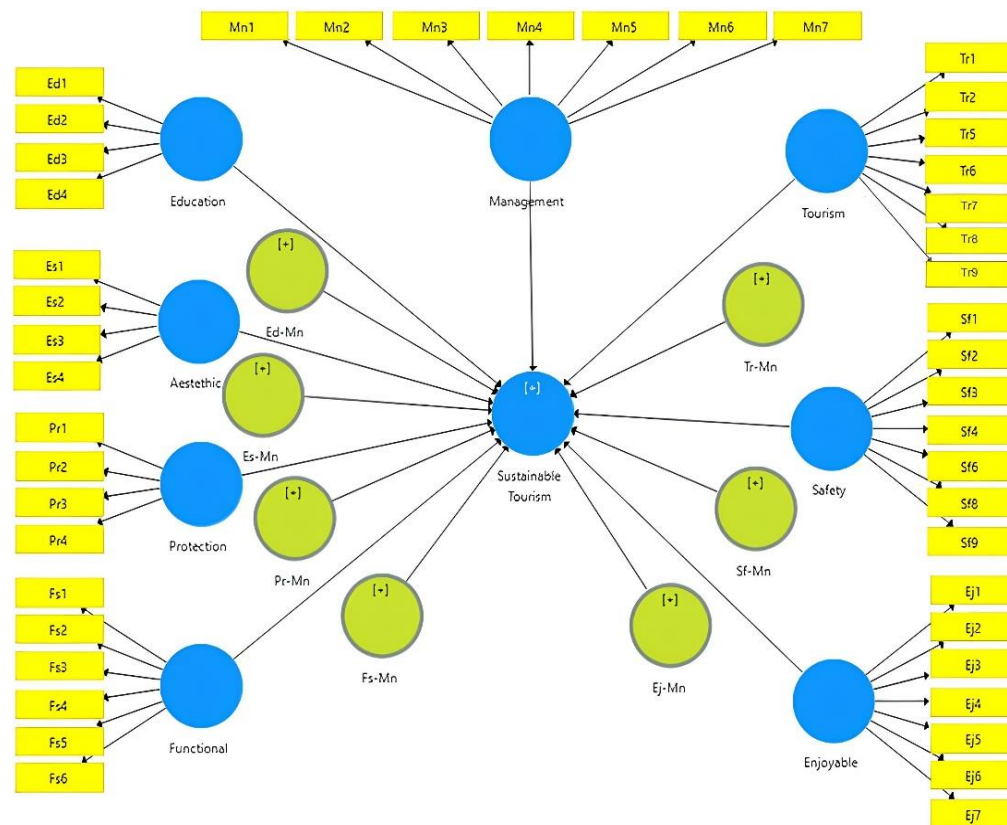 Mn1
Mn2
Mn3
Mn4
Mn5
Mn6
Mn7
Ed1
Ed2
Ed3
Ed4
Education
Management
Tourism
Tr1
Tr2
Tr5
Tr6
Tr7
Tr8
Tr9
Es1
Es2
Es3
Es4
Aestethic
[+]
Ed-Mn
[+]
Es-Mn
[+]
Tr-Mn
[+]
Sustainable
Tourism
Sf1
Sf2
Sf3
Sf4
Sf6
Sf8
Sf9
Safety
Pr1
Pr2
Pr3
Pr4
Protection
[+]
Pr-Mn
[+]
Sf-Mn
[+]
Fs-Mn
[+]
Ej-Mn
Fs1
Fs2
Fs3
Fs4
Fs5
Fs6
Functional
Ej1
Ej2
Ej3
Ej4
Ej5
Ej6
Ej7
Enjoyable